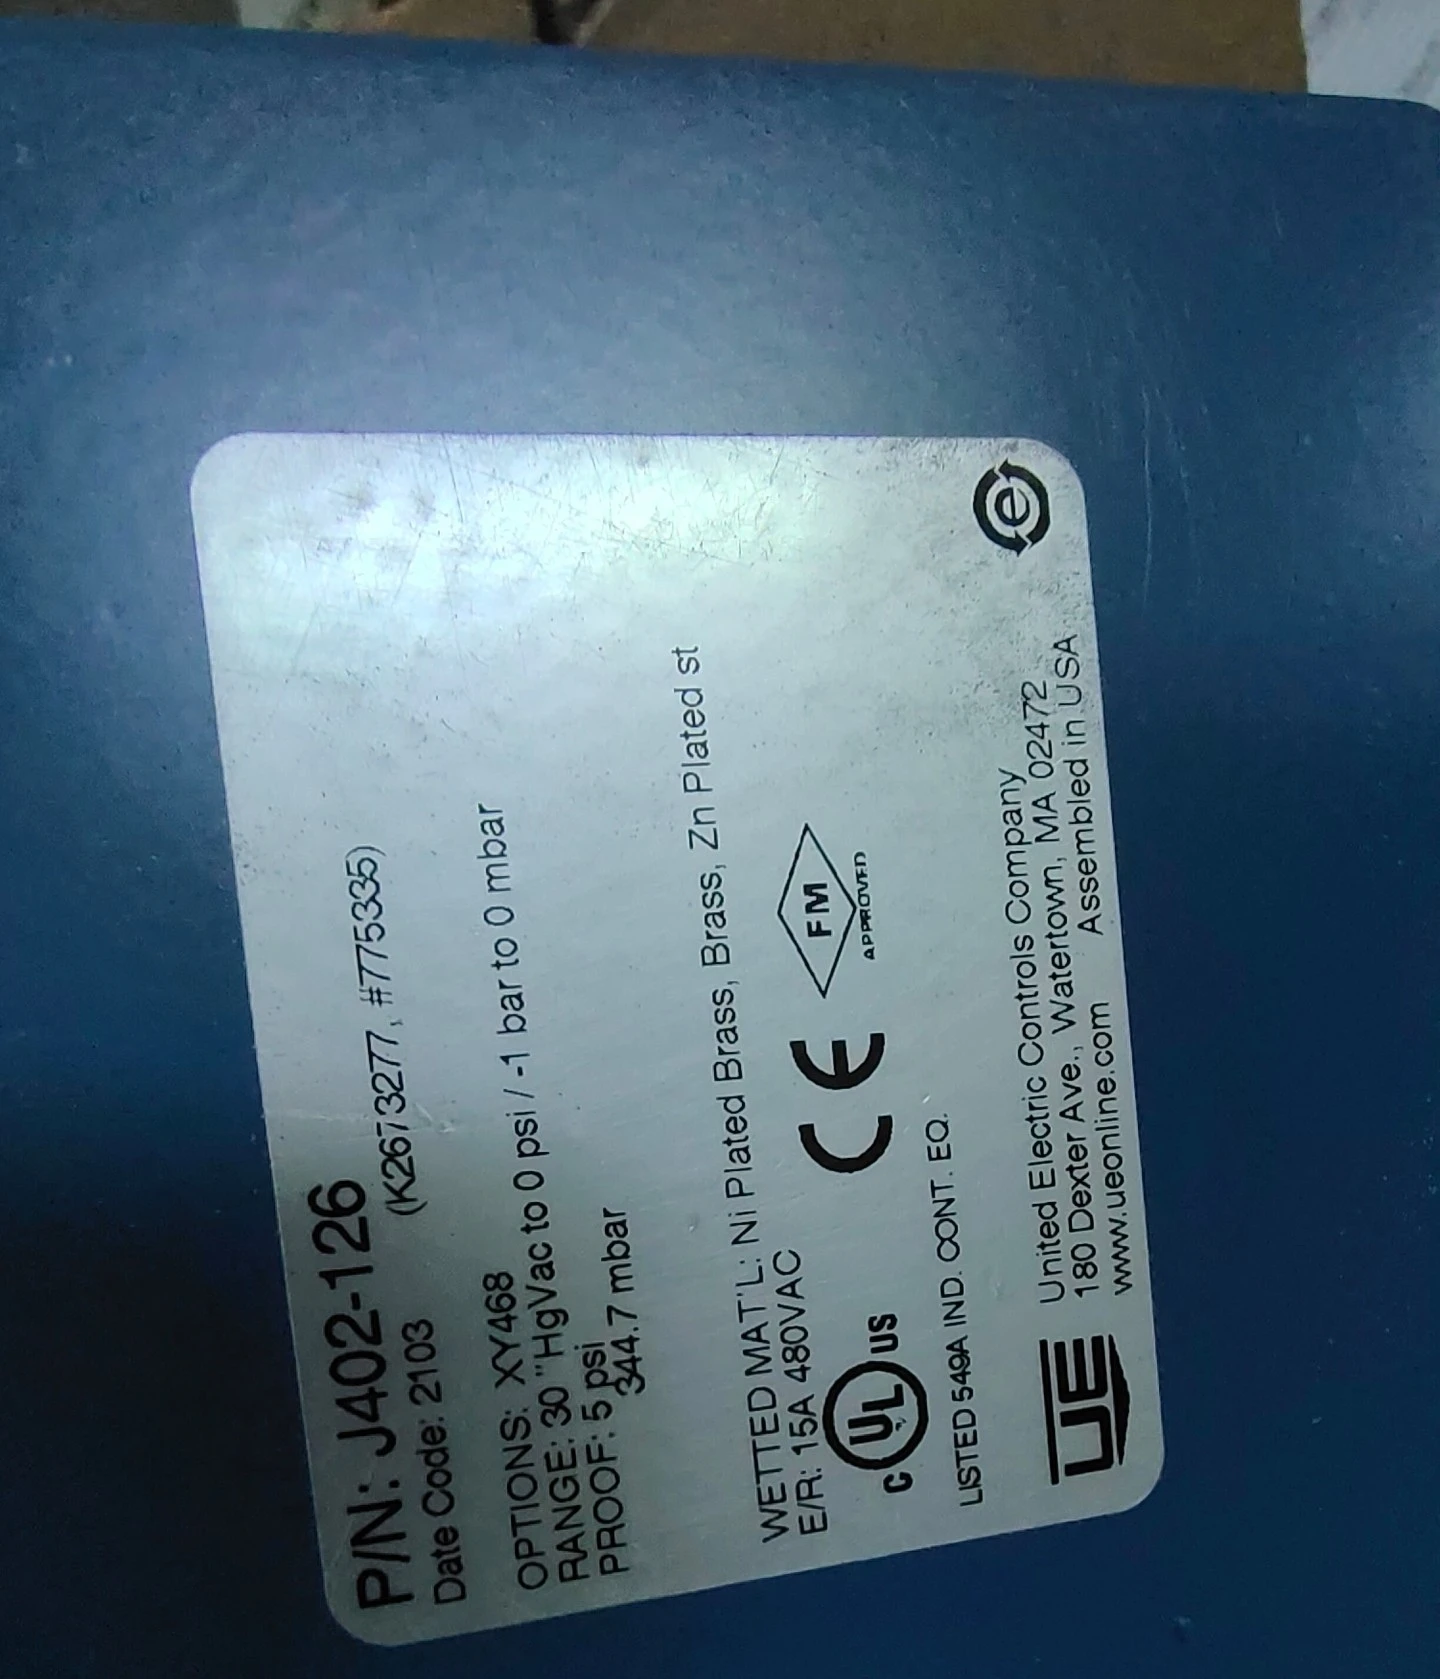 P/N: J402-126
Date Code: 2103 (K2673277, #775335)
OPTIONS: XY468
RANGE: 30 "HgVac to 0 psi / -1 bar to 0 mbar
PROOF: 5 psi
344.7 mbar
WETTED MAT'L: Ni Plated Brass, Brass, Zn Plated st
E/R: 15A 480VAC
C UL US CE FM
APPROVED
LISTED 549A IND. CONT. EQ.
e
UE
United Electric Controls Company
180 Dexter Ave., Watertown, MA 02472
www.ueonline.com Assembled in USA